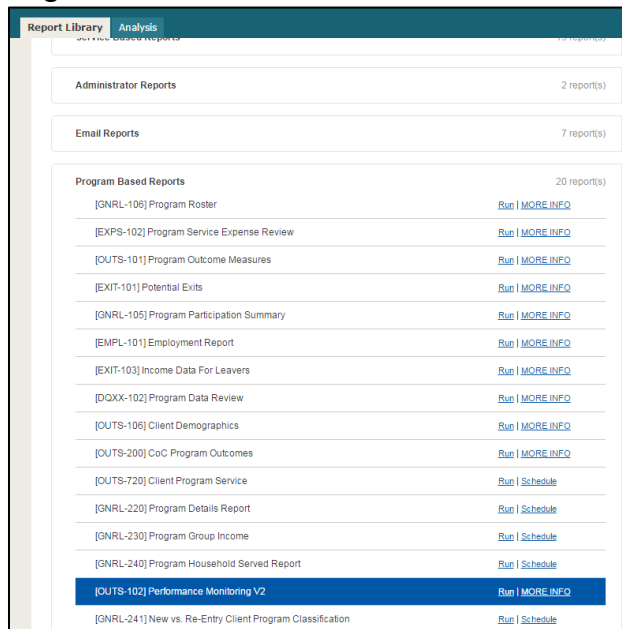 Report Library Analysis
Service Based Reports 15 report(s)
Administrator Reports 2 report(s)
Email Reports 7 report(s)
Program Based Reports 20 report(s)
[GNRL-106] Program Roster Run | MORE INFO
[EXPS-102] Program Service Expense Review Run | MORE INFO
[OUTS-101] Program Outcome Measures Run | MORE INFO
[EXIT-101] Potential Exits Run | MORE INFO
[GNRL-105] Program Participation Summary Run | MORE INFO
[EMPL-101] Employment Report Run | MORE INFO
[EXIT-103] Income Data For Leavers Run | MORE INFO
[DQXX-102] Program Data Review Run | MORE INFO
[OUTS-106] Client Demographics Run | MORE INFO
[OUTS-200] CoC Program Outcomes Run | MORE INFO
[OUTS-720] Client Program Service Run | Schedule
[GNRL-220] Program Details Report Run | Schedule
[GNRL-230] Program Group Income Run | Schedule
[GNRL-240] Program Household Served Report Run | Schedule
[OUTS-102] Performance Monitoring V2 Run | MORE INFO
[GNRL-241] New vs. Re-Entry Client Program Classification Run | Schedule